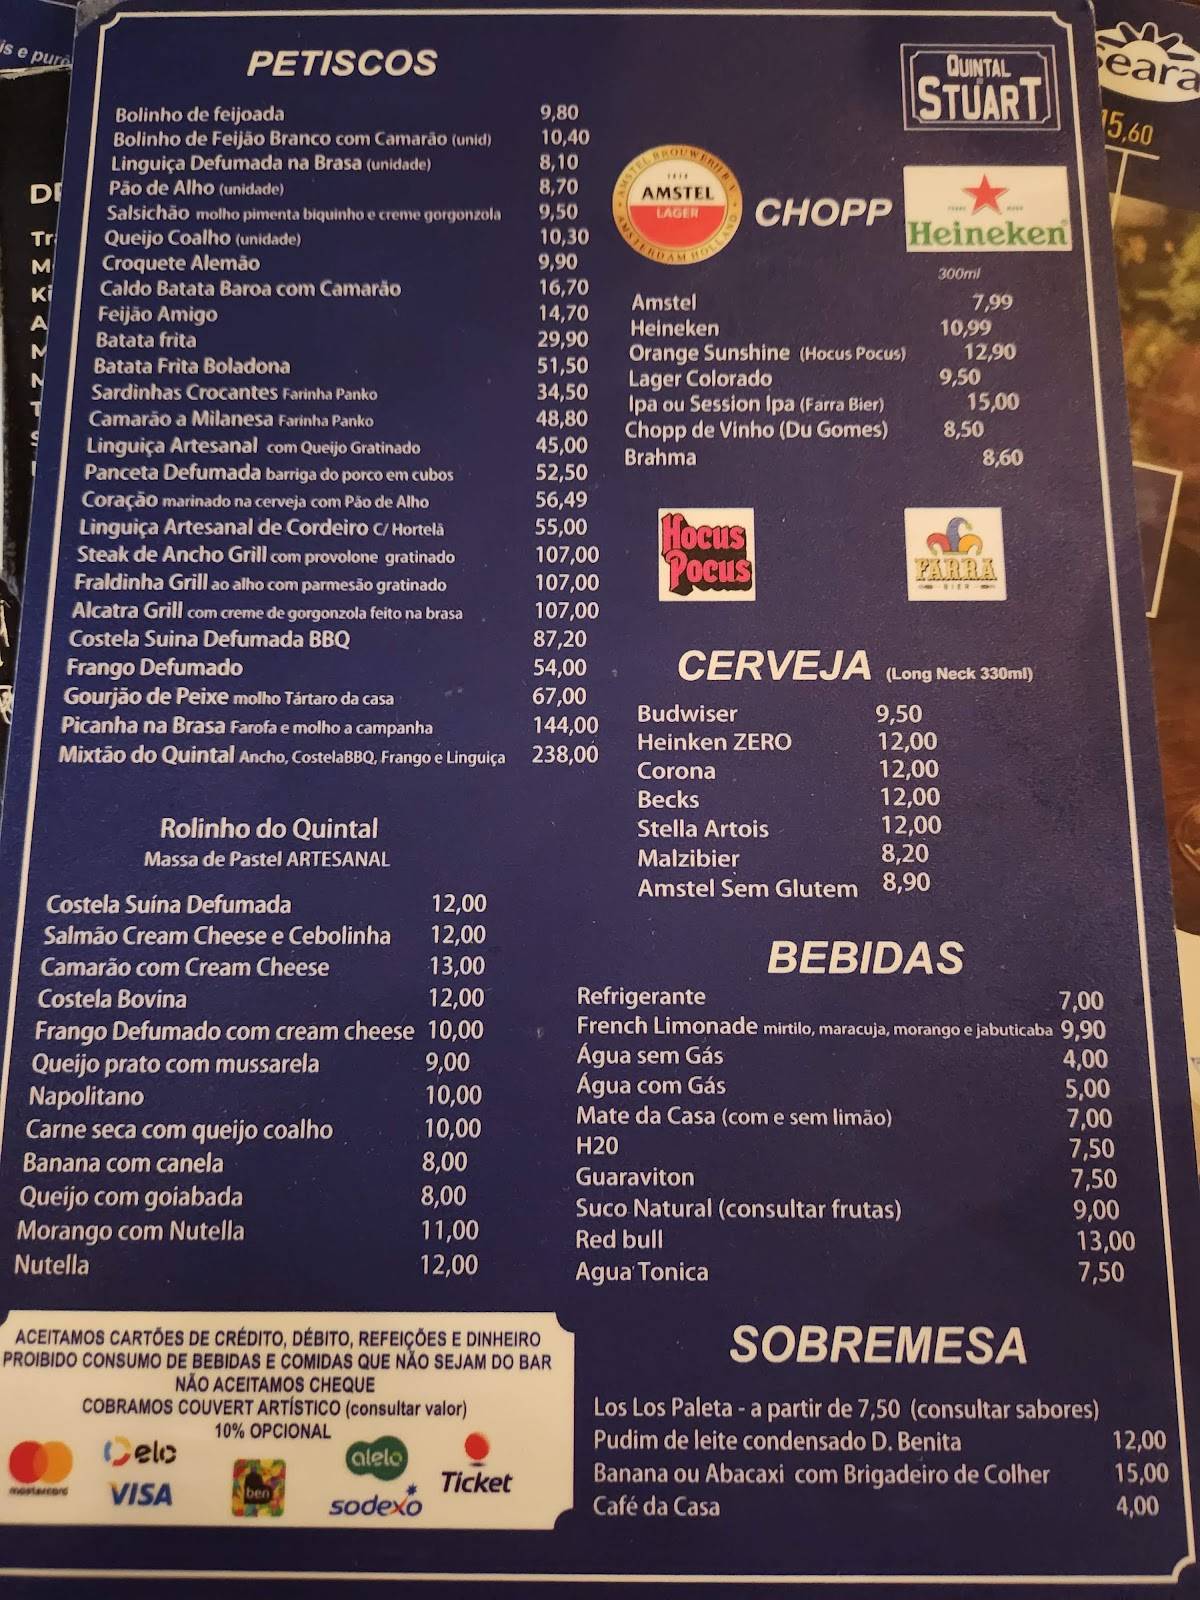 PETISCOS
Bolinho de feijoada 9,80
Bolinho de Feijão Branco com Camarão (unid) 10,40
Linguiça Defumada na Brasa (unidade) 8,10
Pão de Alho (unidade) 8,70
Salsichão molho pimenta biquinho e creme gorgonzola 9,50
Queijo Coalho (unidade) 10,30
Croquete Alemão 9,90
Caldo Batata Baroa com Camarão 16,70
Feijão Amigo 14,70
Batata frita 29,90
Batata Frita Boladona 51,50
Sardinhas Crocantes Farinha Panko 34,50
Camarão a Milanesa Farinha Panko 48,80
Linguiça Artesanal com Queijo Gratinado 45,00
Panceta Defumada barriga do porco em cubos 52,50
Coração marinado na cerveja com Pão de Alho 56,49
Linguiça Artesanal de Cordeiro C/ Hortelã 55,00
Steak de Ancho Grill com provolone gratinado 107,00
Fraldinha Grill ao alho com parmesão gratinado 107,00
Alcatra Grill com creme de gorgonzola feito na brasa 107,00
Costela Suina Defumada BBQ 87,20
Frango Defumado 54,00
Gourjão de Peixe molho Tártaro da casa 67,00
Picanha na Brasa Farofa e molho a campanha 144,00
Mixtão do Quintal Ancho, CostelaBBQ, Frango e Linguiça 238,00
Rolinho do Quintal
Massa de Pastel ARTESANAL
Costela Suína Defumada 12,00
Salmão Cream Cheese e Cebolinha 12,00
Camarão com Cream Cheese 13,00
Costela Bovina 12,00
Frango Defumado com cream cheese 10,00
Queijo prato com mussarela 9,00
Napolitano 10,00
Carne seca com queijo coalho 10,00
Banana com canela 8,00
Queijo com goiabada 8,00
Morango com Nutella 11,00
Nutella 12,00
ACEITAMOS CARTÕES DE CRÉDITO, DÉBITO, REFEIÇÕES E DINHEIRO
PROIBIDO CONSUMO DE BEBIDAS E COMIDAS QUE NÃO SEJAM DO BAR
NÃO ACEITAMOS CHEQUE
COBRAMOS COUVERT ARTÍSTICO (consultar valor)
10% OPCIONAL
mastercard
elo
VISA
ben
alelo
sodexo
Ticket
QUINTAL
DO
STUART
AMSTEL BROUWERIJ B.V.
AMSTEL
LAGER
AMSTERDAM HOLLAND
CHOPP
Heineken
300ml
Amstel 7,99
Heineken 10,99
Orange Sunshine (Hocus Pocus) 12,90
Lager Colorado 9,50
Ipa ou Session Ipa (Farra Bier) 15,00
Chopp de Vinho (Du Gomes) 8,50
Brahma 8,60
Hocus
Pocus
FARRA
BIER
CERVEJA (Long Neck 330ml)
Budwiser 9,50
Heinken ZERO 12,00
Corona 12,00
Becks 12,00
Stella Artois 12,00
Malzibier 8,20
Amstel Sem Glutem 8,90
BEBIDAS
Refrigerante 7,00
French Limonade mirtilo, maracuja, morango e jabuticaba 9,90
Água sem Gás 4,00
Água com Gás 5,00
Mate da Casa (com e sem limão) 7,00
H20 7,50
Guaraviton 7,50
Suco Natural (consultar frutas) 9,00
Red bull 13,00
Agua Tonica 7,50
SOBREMESA
Los Los Paleta - a partir de 7,50 (consultar sabores)
Pudim de leite condensado D. Benita 12,00
Banana ou Abacaxi com Brigadeiro de Colher 15,00
Café da Casa 4,00
Seara
15,60